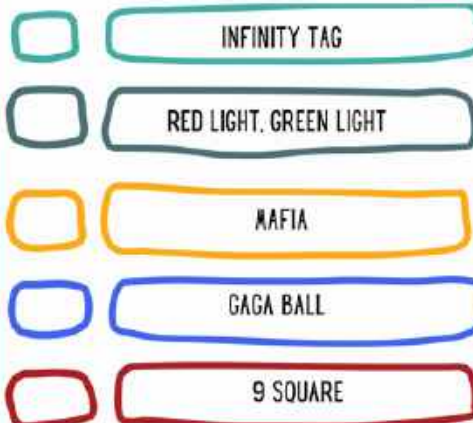 INFINITY TAG
RED LIGHT, GREEN LIGHT
MAFIA
GAGA BALL
9 SQUARE